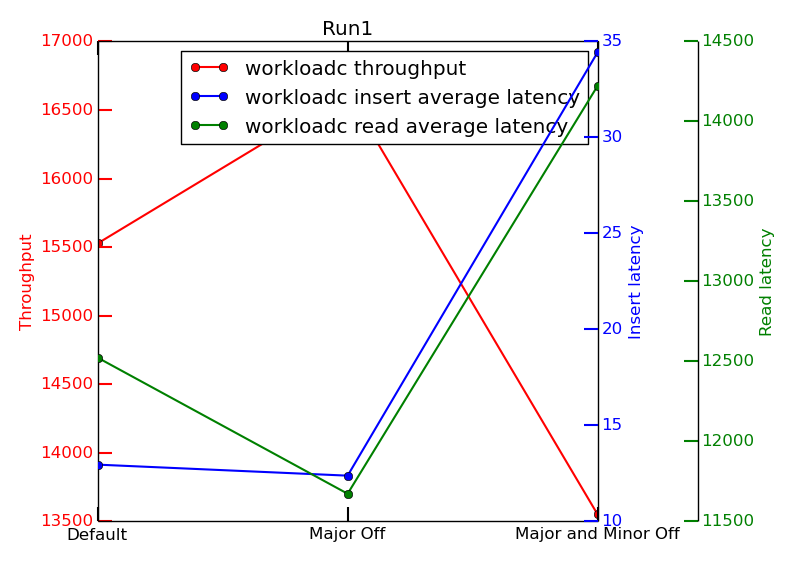 Run1
workloadc throughput
workloadc insert average latency
workloadc read average latency
Throughput
17000
16500
16000
15500
15000
14500
14000
13500
Insert latency
35
30
25
20
15
10
Read latency
14500
14000
13500
13000
12500
12000
11500
Default
Major Off
Major and Minor Off